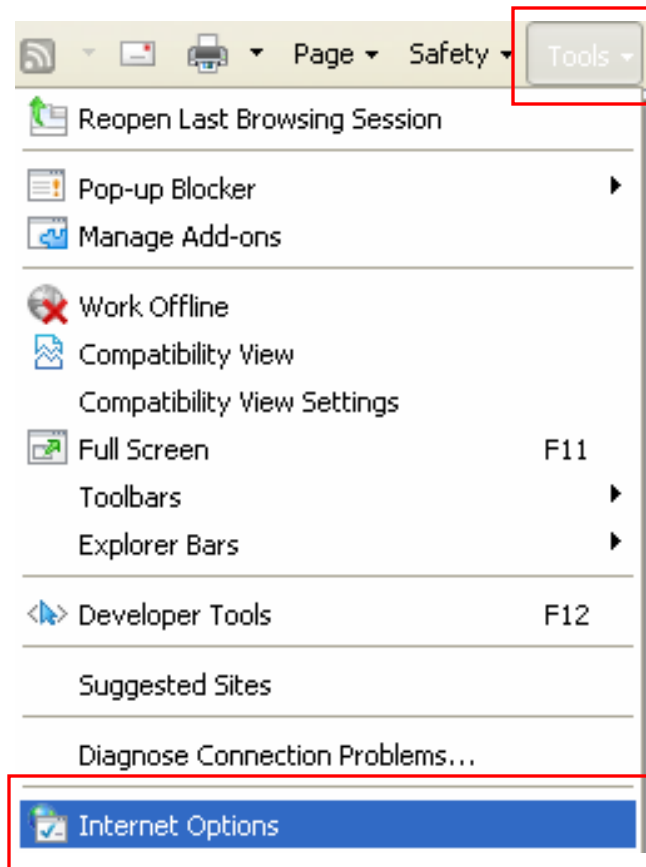 Page Safety Tools
Reopen Last Browsing Session
Pop-up Blocker
Manage Add-ons
Work Offline
Compatibility View
Compatibility View Settings
Full Screen F11
Toolbars
Explorer Bars
Developer Tools F12
Suggested Sites
Diagnose Connection Problems...
Internet Options